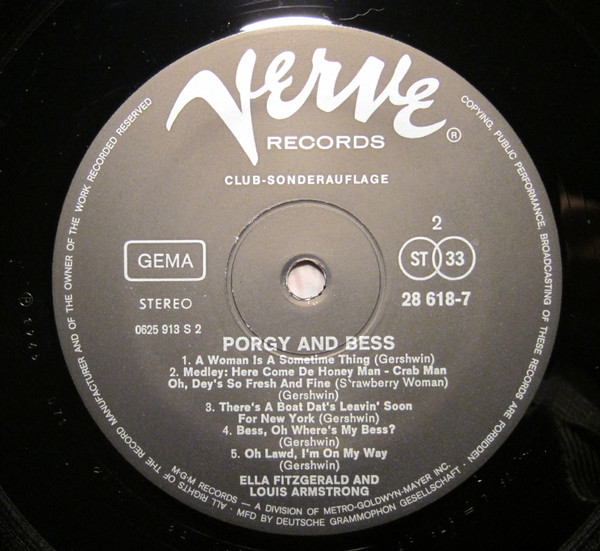 Verve
RECORDS
®
CLUB-SONDERAUFLAGE
GEMA
STEREO
0625 913 S 2
2
ST 33
28 618-7
PORGY AND BESS
1. A Woman Is A Sometime Thing (Gershwin)
2. Medley: Here Come De Honey Man - Crab Man
Oh, Dey's So Fresh And Fine (S'rawberry Woman)
(Gershwin)
3. There's A Boat Dat's Leavin' Soon
For New York (Gershwin)
4. Bess, Oh Where's My Bess?
(Gershwin)
5. Oh Lawd, I'm On My Way
(Gershwin)
ELLA FITZGERALD AND
LOUIS ARMSTRONG
M·G·M RECORDS — A DIVISION OF METRO-GOLDWYN-MAYER INC.
ALL RIGHTS OF THE RECORD MANUFACTURER AND OF THE OWNER OF THE WORK RECORDED RESERVED
COPYING, PUBLIC PERFORMANCE, BROADCASTING OF THESE RECORDS ARE FORBIDDEN
· MFD BY DEUTSCHE GRAMMOPHON GESELLSCHAFT ·